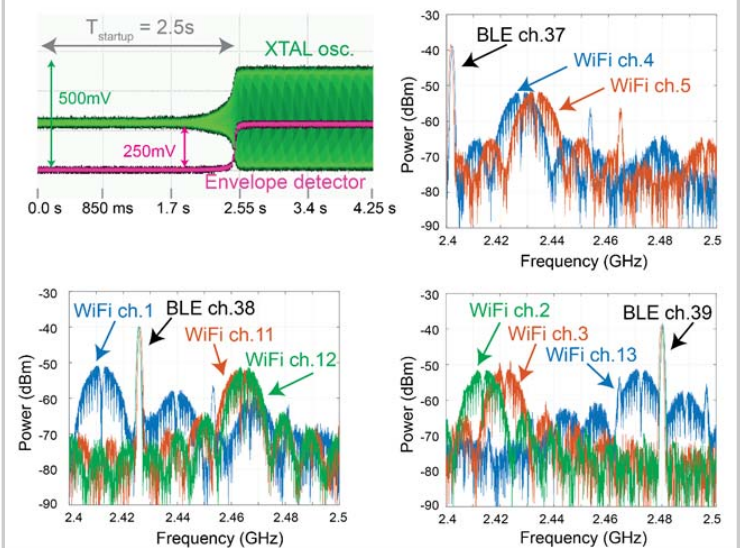 T startup = 2.5s
XTAL osc.
500mV
250mV
Envelope detector
0.0 s 850 ms 1.7 s 2.55 s 3.4 s 4.25 s
-30
-40
-50
-60
-70
-80
-90
Power (dBm)
BLE ch.37
WiFi ch.4
WiFi ch.5
2.4 2.42 2.44 2.46 2.48 2.5
Frequency (GHz)
-30
-40
-50
-60
-70
-80
-90
Power (dBm)
WiFi ch.1
BLE ch.38
WiFi ch.11
WiFi ch.12
2.4 2.42 2.44 2.46 2.48 2.5
Frequency (GHz)
-30
-40
-50
-60
-70
-80
-90
Power (dBm)
WiFi ch.2
BLE ch.39
WiFi ch.3
WiFi ch.13
2.4 2.42 2.44 2.46 2.48 2.5
Frequency (GHz)